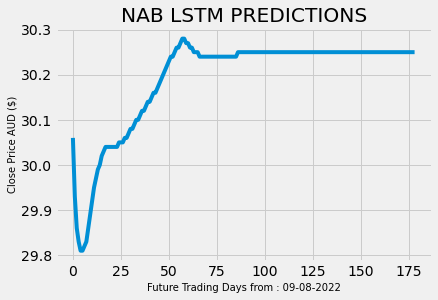 NAB LSTM PREDICTIONS
30.3
30.2
30.1
30.0
29.9
29.8
Close Price AUD ($)
0 25 50 75 100 125 150 175
Future Trading Days from : 09-08-2022